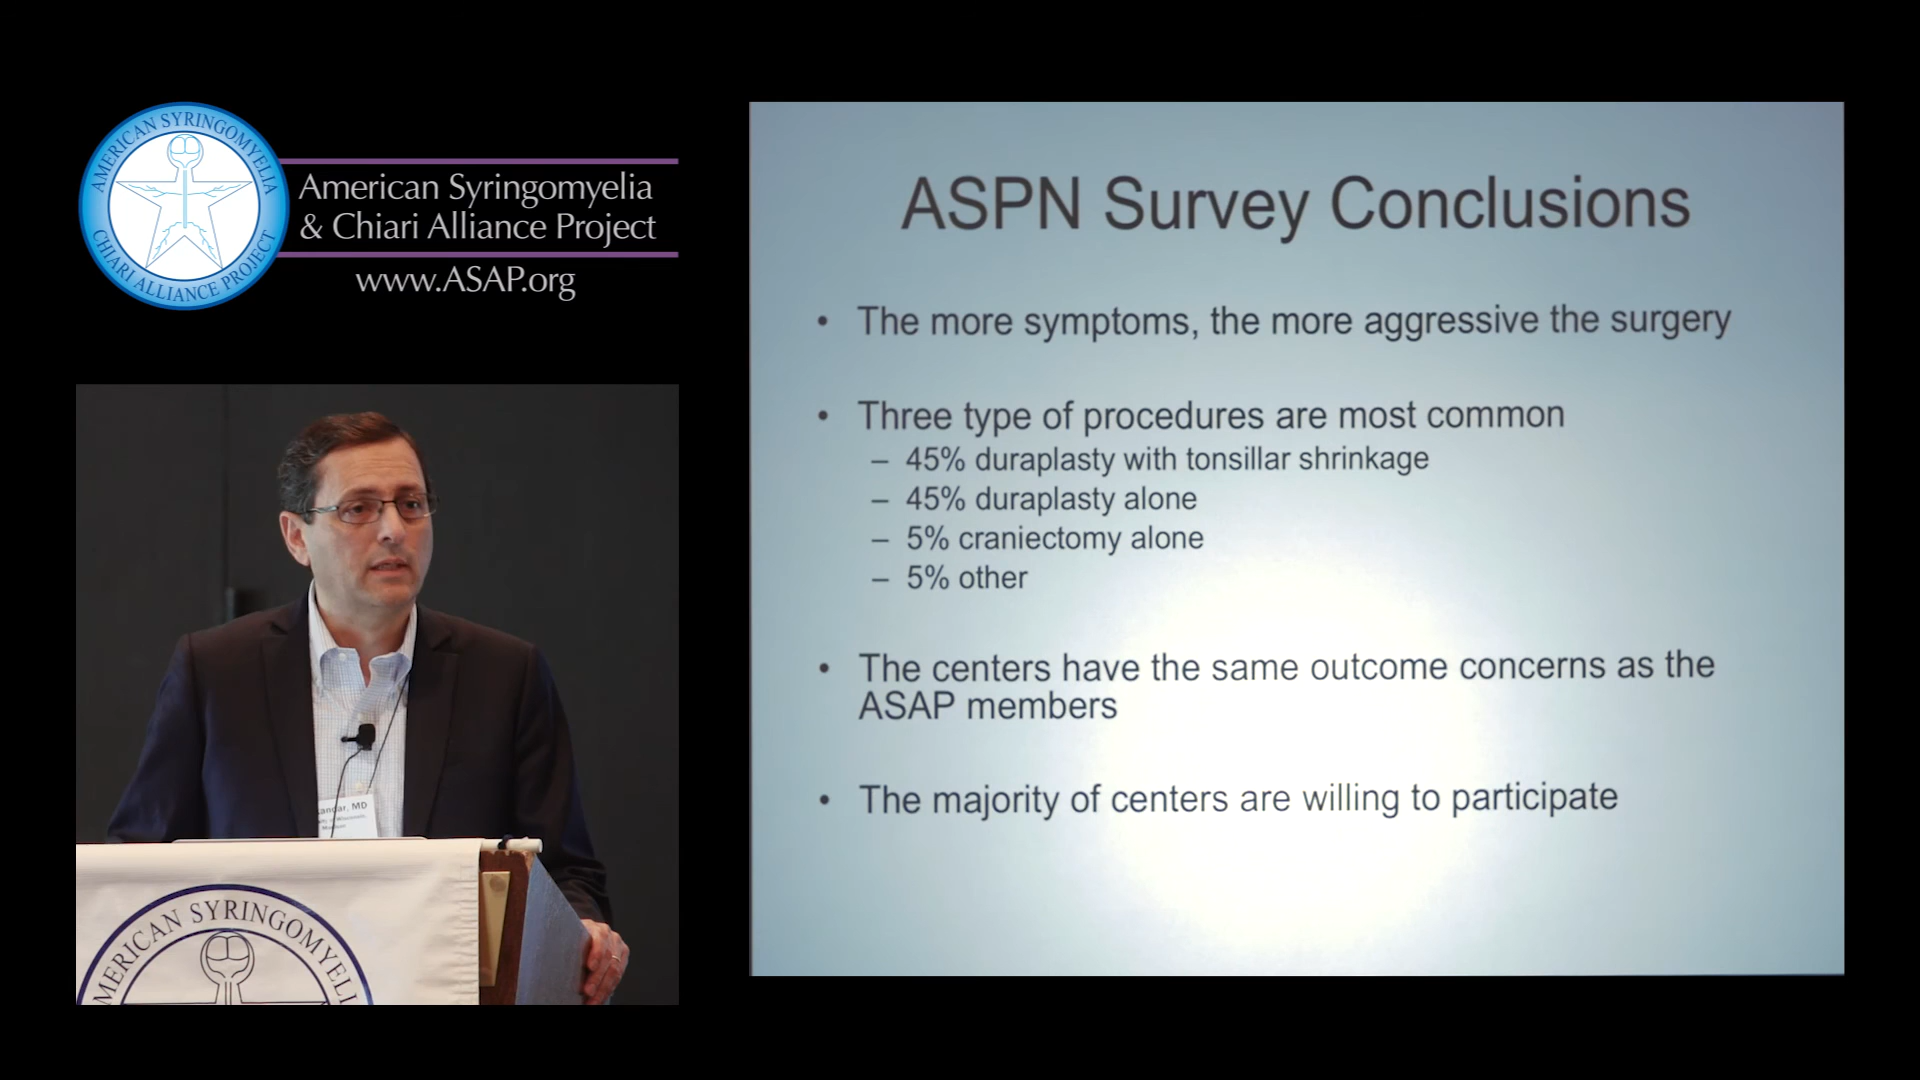 AMERICAN SYRINGOMYELIA
CHIARI ALLIANCE PROJECT
American Syringomyelia
& Chiari Alliance Project
www.ASAP.org
ASPN Survey Conclusions
• The more symptoms, the more aggressive the surgery
• Three type of procedures are most common
– 45% duraplasty with tonsillar shrinkage
– 45% duraplasty alone
– 5% craniectomy alone
– 5% other
• The centers have the same outcome concerns as the
ASAP members
• The majority of centers are willing to participate
MD
Wisconsin
MERICAN SYRINGOMYELI